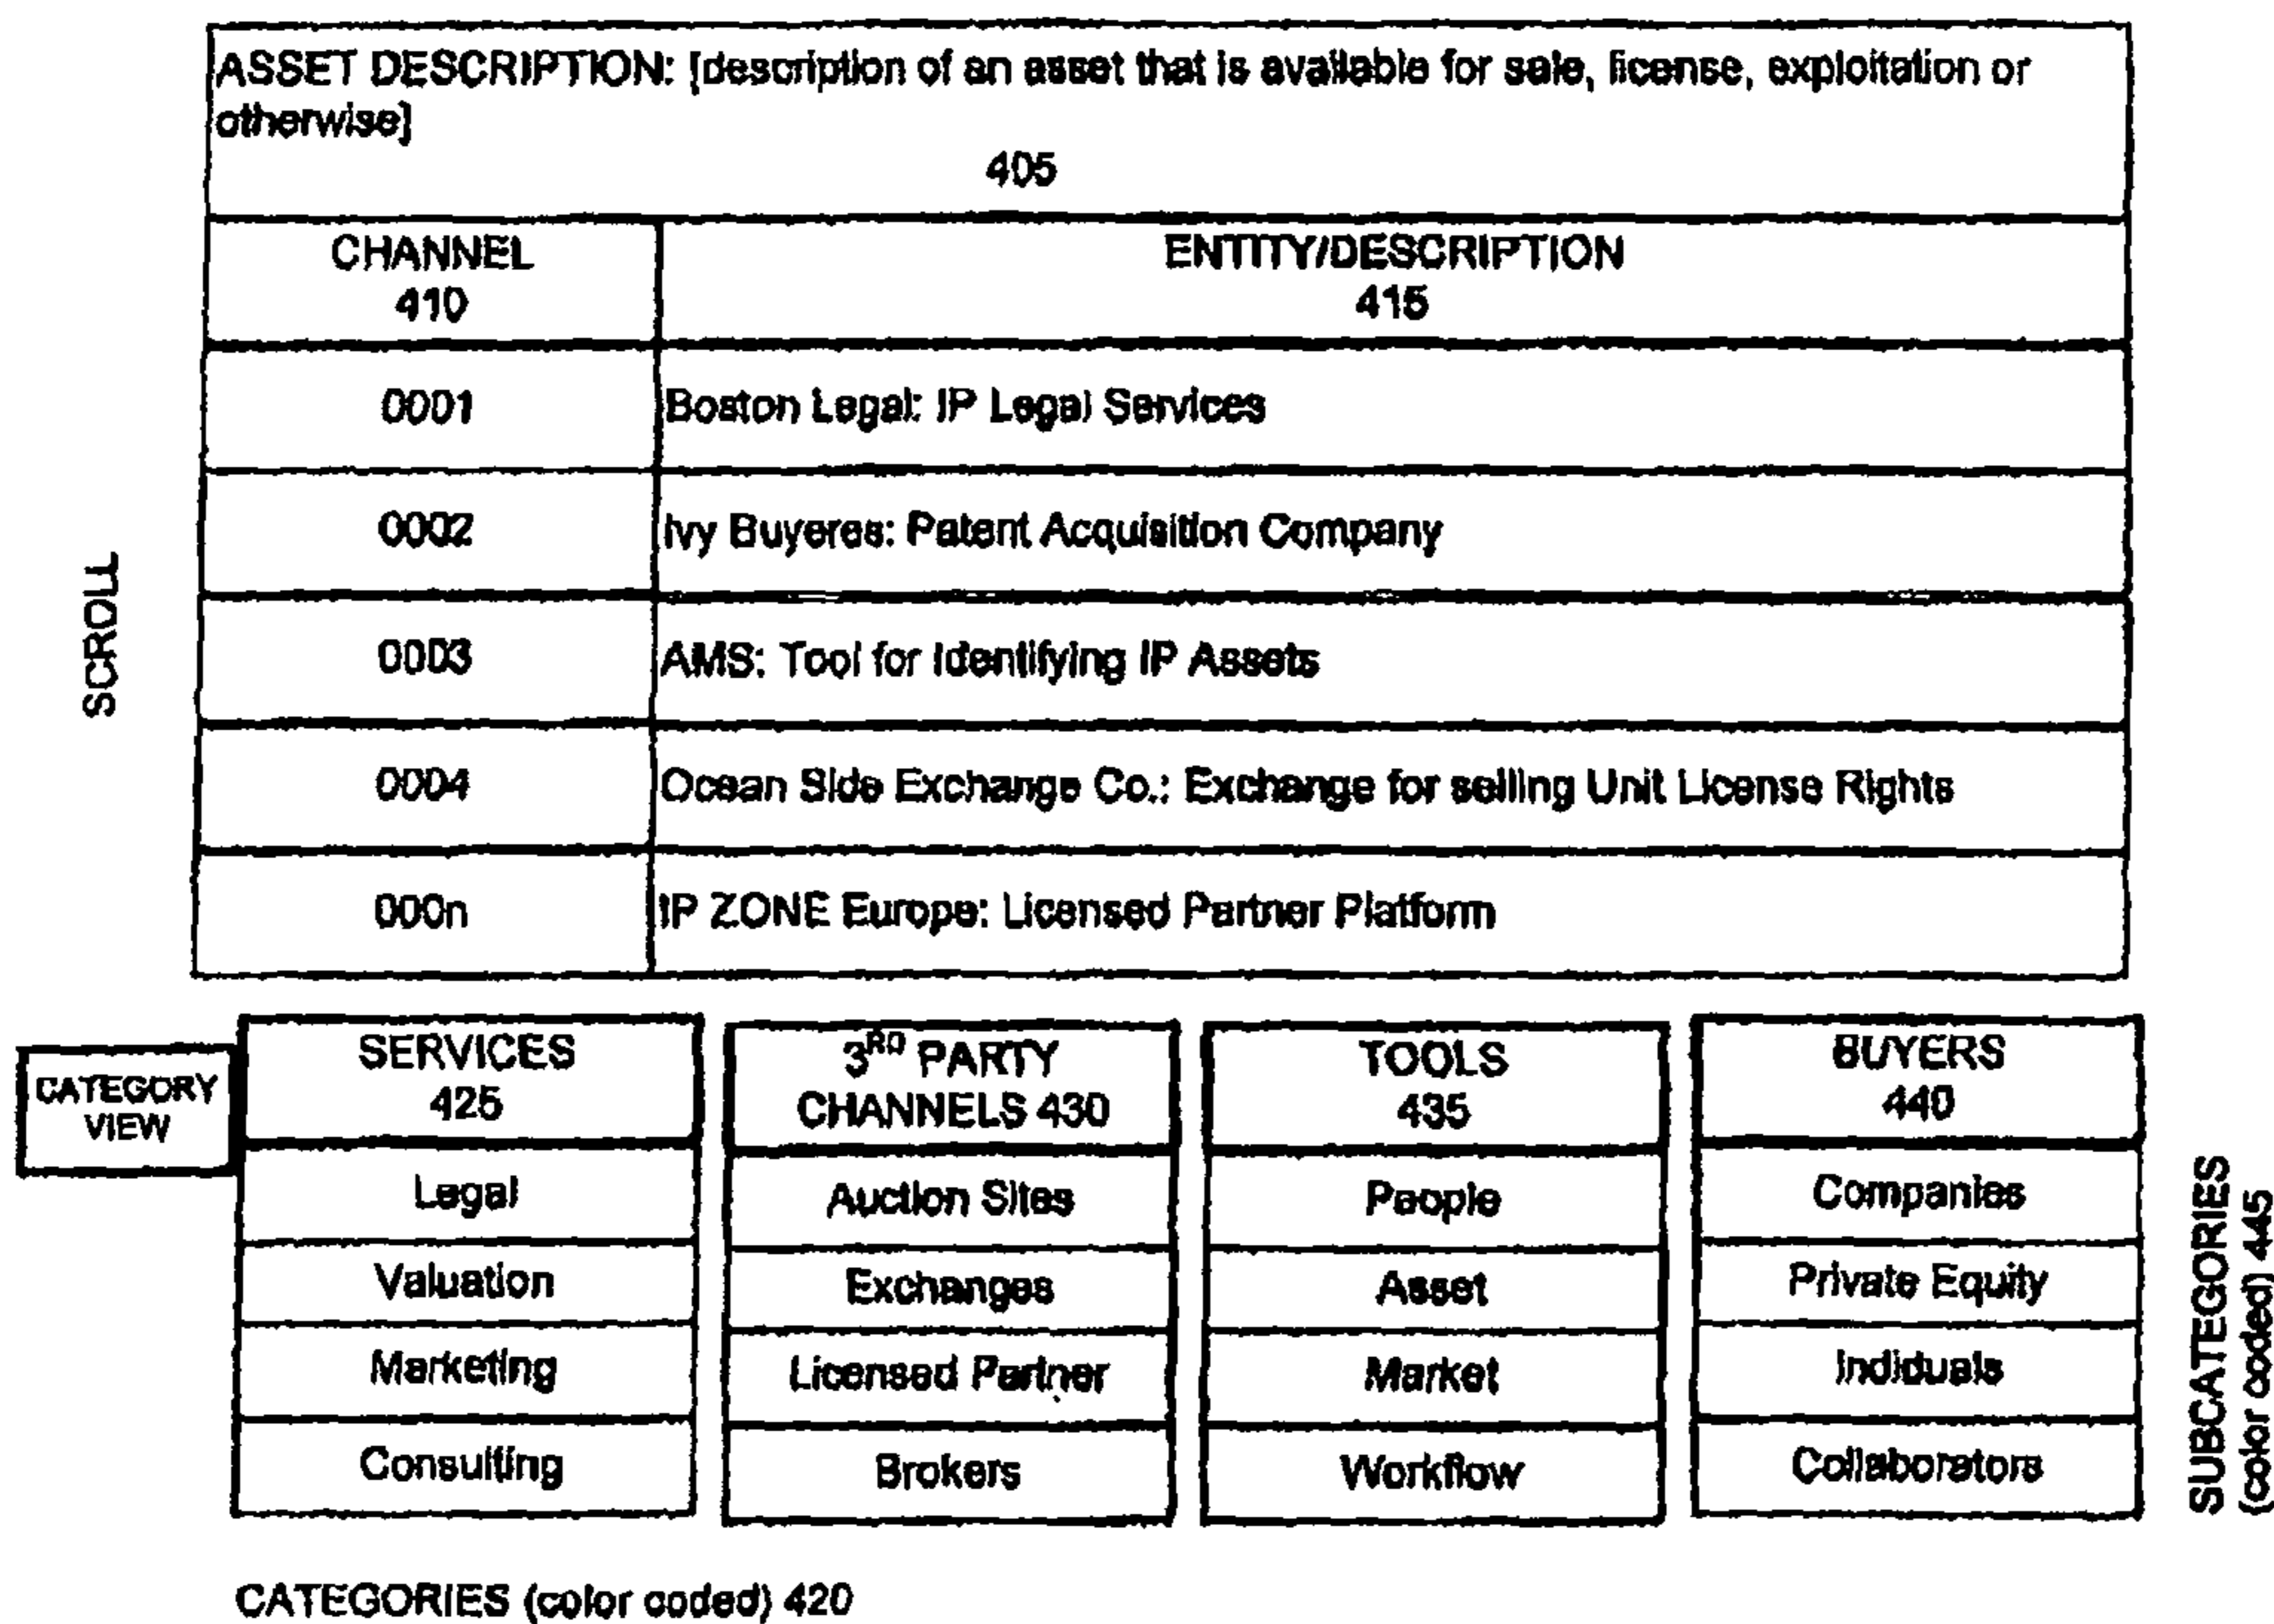 ASSET DESCRIPTION: [description of an asset that is available for sale, license, exploitation or
otherwise]
405
CHANNEL
410
ENTITY/DESCRIPTION
415
0001
Boston Legal: IP Legal Services
0002
Ivy Buyeres: Patent Acquisition Company
0003
AMS: Tool for Identifying IP Assets
0004
Ocean Side Exchange Co.: Exchange for selling Unit License Rights
000n
IP ZONE Europe: Licensed Partner Platform
SCROLL
CATEGORY
VIEW
SERVICES
425
Legal
Valuation
Marketing
Consulting
3RD PARTY
CHANNELS 430
Auction Sites
Exchanges
Licensed Partner
Brokers
TOOLS
435
People
Asset
Market
Workflow
BUYERS
440
Companies
Private Equity
Indiduals
Collaborators
SUBCATEGORIES
(color coded) 445
CATEGORIES (color coded) 420